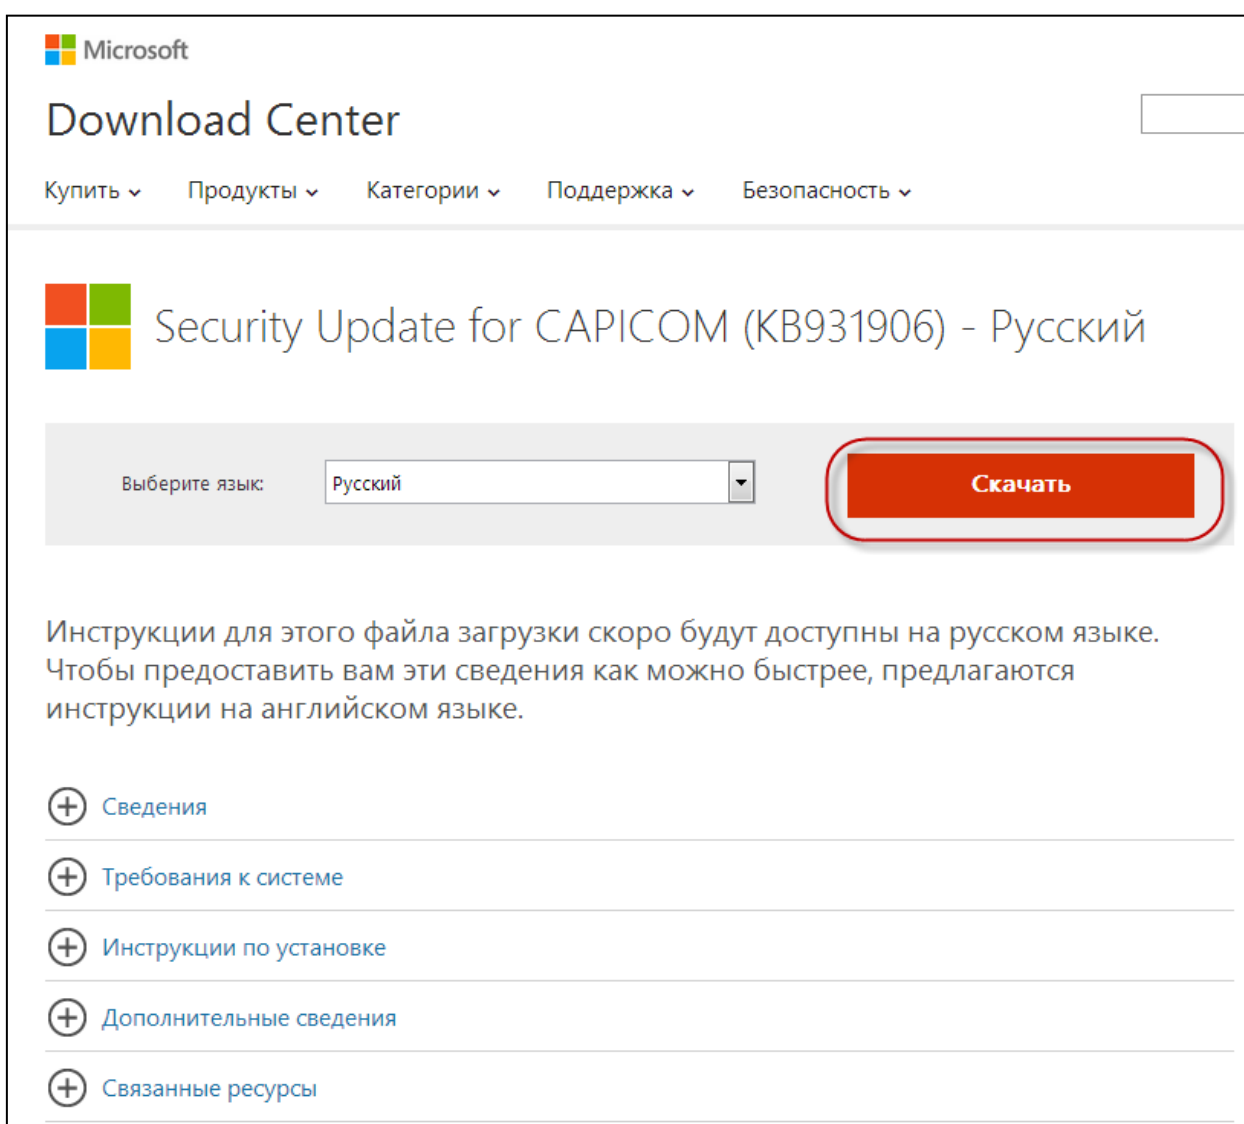 Microsoft
Download Center
Купить Продукты Категории Поддержка Безопасность
Security Update for CAPICOM (KB931906) - Русский
Выберите язык: Русский Скачать
Инструкции для этого файла загрузки скоро будут доступны на русском языке.
Чтобы предоставить вам эти сведения как можно быстрее, предлагаются
инструкции на английском языке.
Сведения
Требования к системе
Инструкции по установке
Дополнительные сведения
Связанные ресурсы